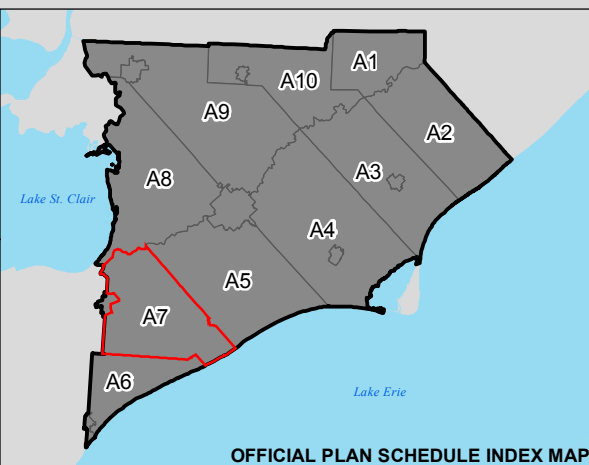 A1
A10
A9
A2
A3
A8
Lake St. Clair
A4
A5
A7
A6
Lake Erie
OFFICIAL PLAN SCHEDULE INDEX MAP